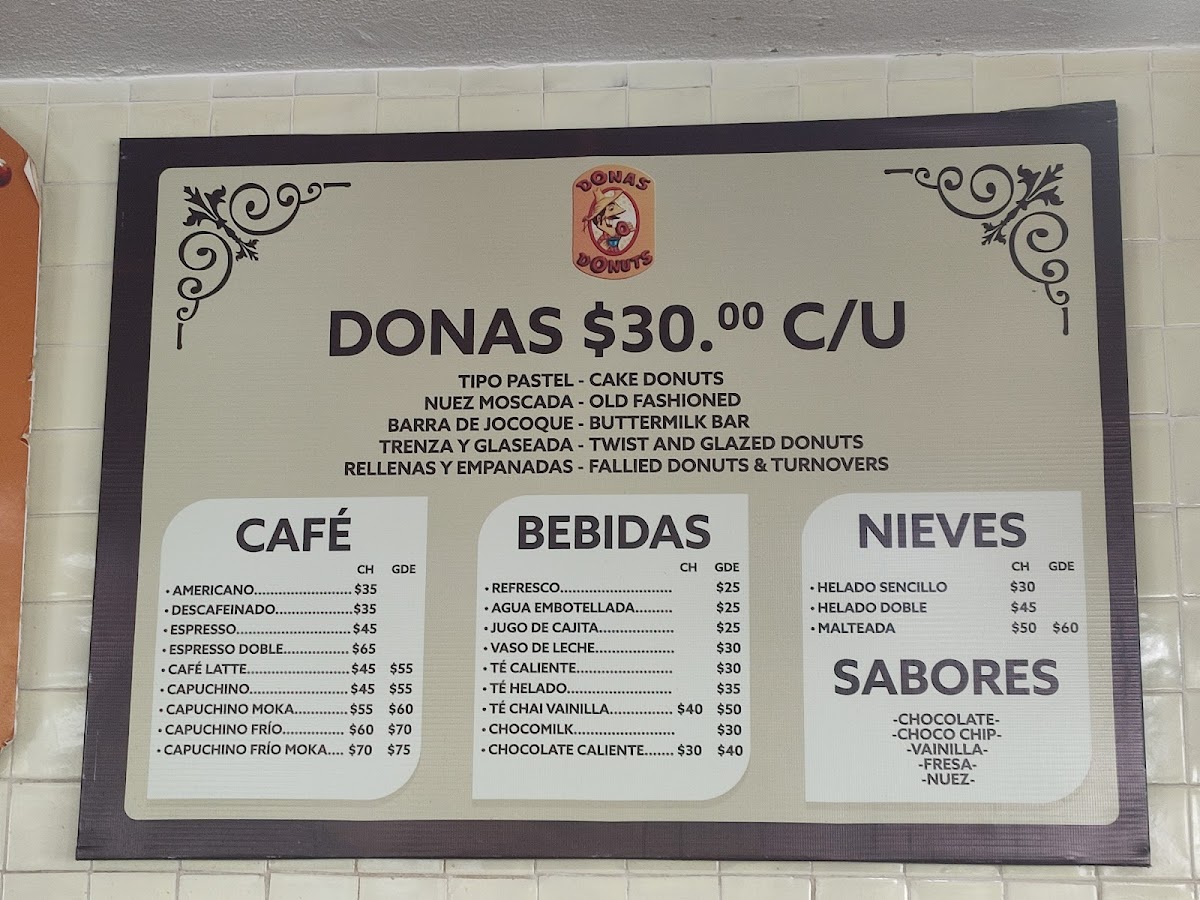 DONAS
DONUTS
DONAS $30.00 C/U
TIPO PASTEL - CAKE DONUTS
NUEZ MOSCADA - OLD FASHIONED
BARRA DE JOCOQUE - BUTTERMILK BAR
TRENZA Y GLASEADA - TWIST AND GLAZED DONUTS
RELLENAS Y EMPANADAS - FALLIED DONUTS & TURNOVERS
CAFÉ
CH GDE
• AMERICANO........................ $35
• DESCAFEINADO................... $35
• ESPRESSO............................ $45
• ESPRESSO DOBLE................ $65
• CAFÉ LATTE.......................... $45 $55
• CAPUCHINO......................... $45 $55
• CAPUCHINO MOKA............. $55 $60
• CAPUCHINO FRÍO............... $60 $70
• CAPUCHINO FRÍO MOKA.... $70 $75
BEBIDAS
CH GDE
• REFRESCO........................... $25
• AGUA EMBOTELLADA......... $25
• JUGO DE CAJITA.................. $25
• VASO DE LECHE................... $30
• TÉ CALIENTE....................... $30
• TÉ HELADO......................... $35
• TÉ CHAI VAINILLA............... $40 $50
• CHOCOMILK........................ $30
• CHOCOLATE CALIENTE....... $30 $40
NIEVES
CH GDE
• HELADO SENCILLO $30
• HELADO DOBLE $45
• MALTEADA $50 $60
SABORES
-CHOCOLATE-
-CHOCO CHIP-
-VAINILLA-
-FRESA-
-NUEZ-